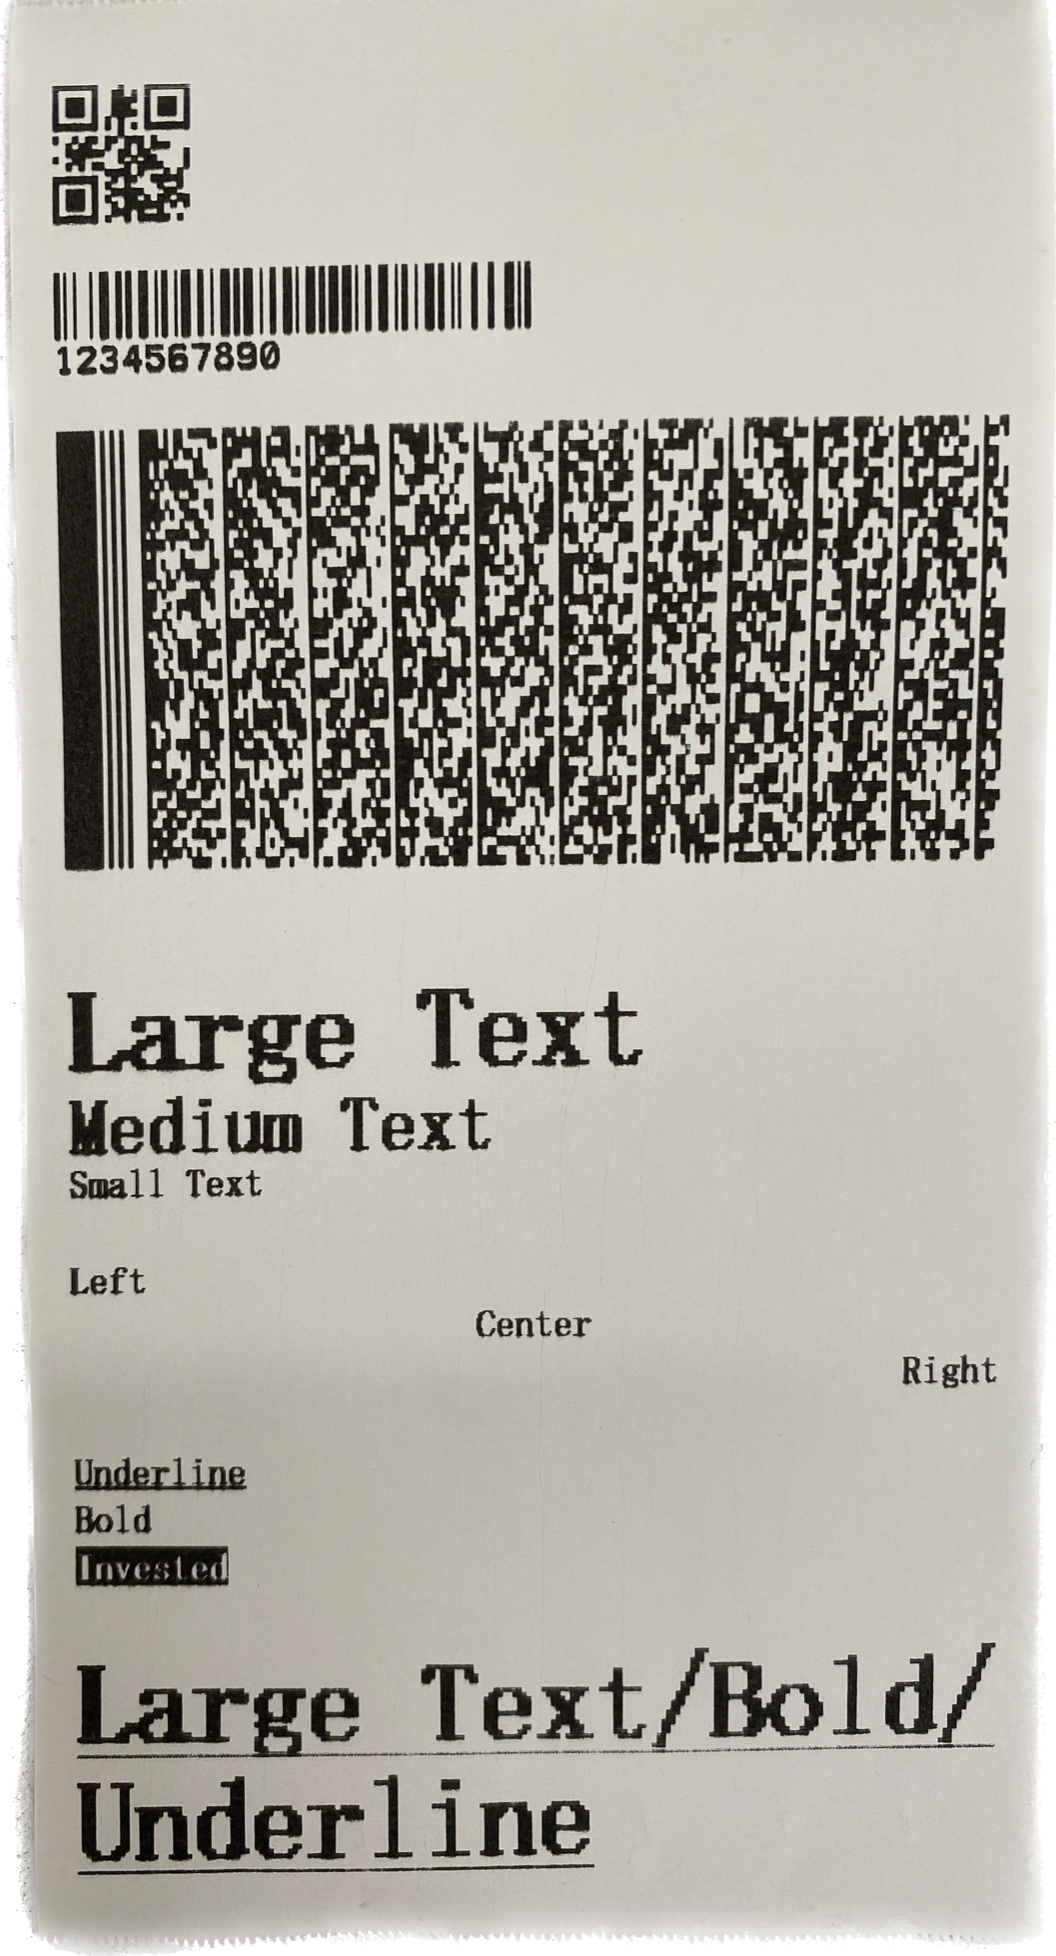 1234567890
Large Text
Medium Text
Small Text
Left
Center
Right
Underline
Bold
Invested
Large Text/Bold/
Underline